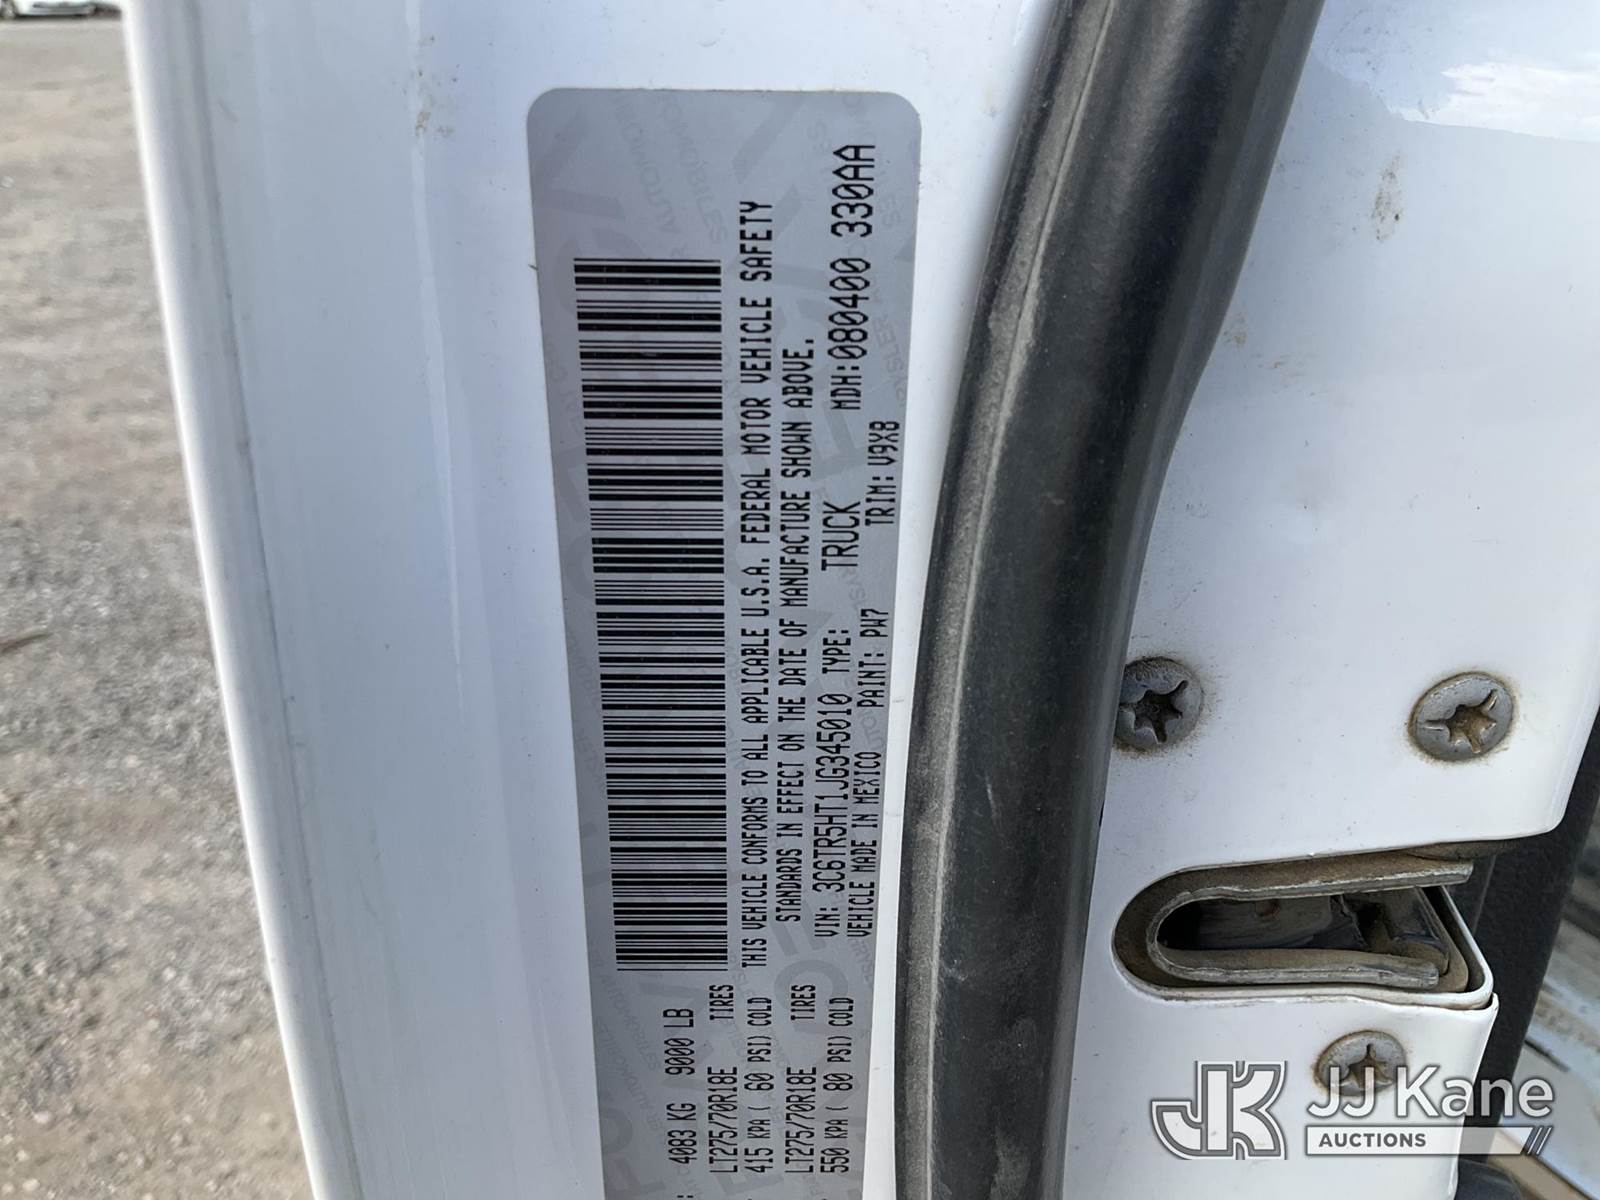 : 4083 KG 9000 LB
LT275/70R18E TIRES
415 KPA ( 60 PSI) COLD
LT275/70R18E TIRES
550 KPA ( 80 PSI) COLD
THIS VEHICLE CONFORMS TO ALL APPLICABLE U.S.A. FEDERAL MOTOR VEHICLE SAFETY
STANDARDS IN EFFECT ON THE DATE OF MANUFACTURE SHOWN ABOVE.
VIN: 3C6TR5HT1JG345010 TYPE: TRUCK MDH:080400 330AA
VEHICLE MADE IN MEXICO PAINT: PW7 TRIM: V9X8
JK JJ Kane
AUCTIONS